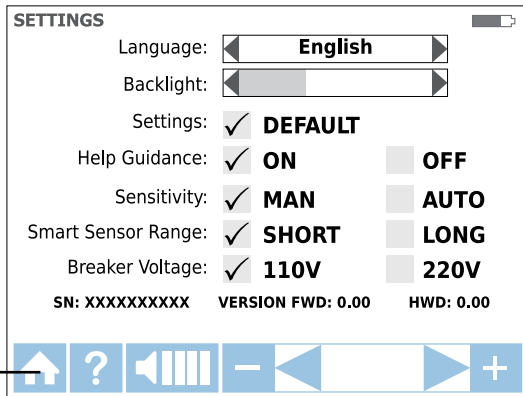 SETTINGS
Language: English
Backlight:
Settings: ✓ DEFAULT
Help Guidance: ✓ ON OFF
Sensitivity: ✓ MAN AUTO
Smart Sensor Range: ✓ SHORT LONG
Breaker Voltage: ✓ 110V 220V
SN: XXXXXXXXXX VERSION FWD: 0.00 HWD: 0.00
? − +